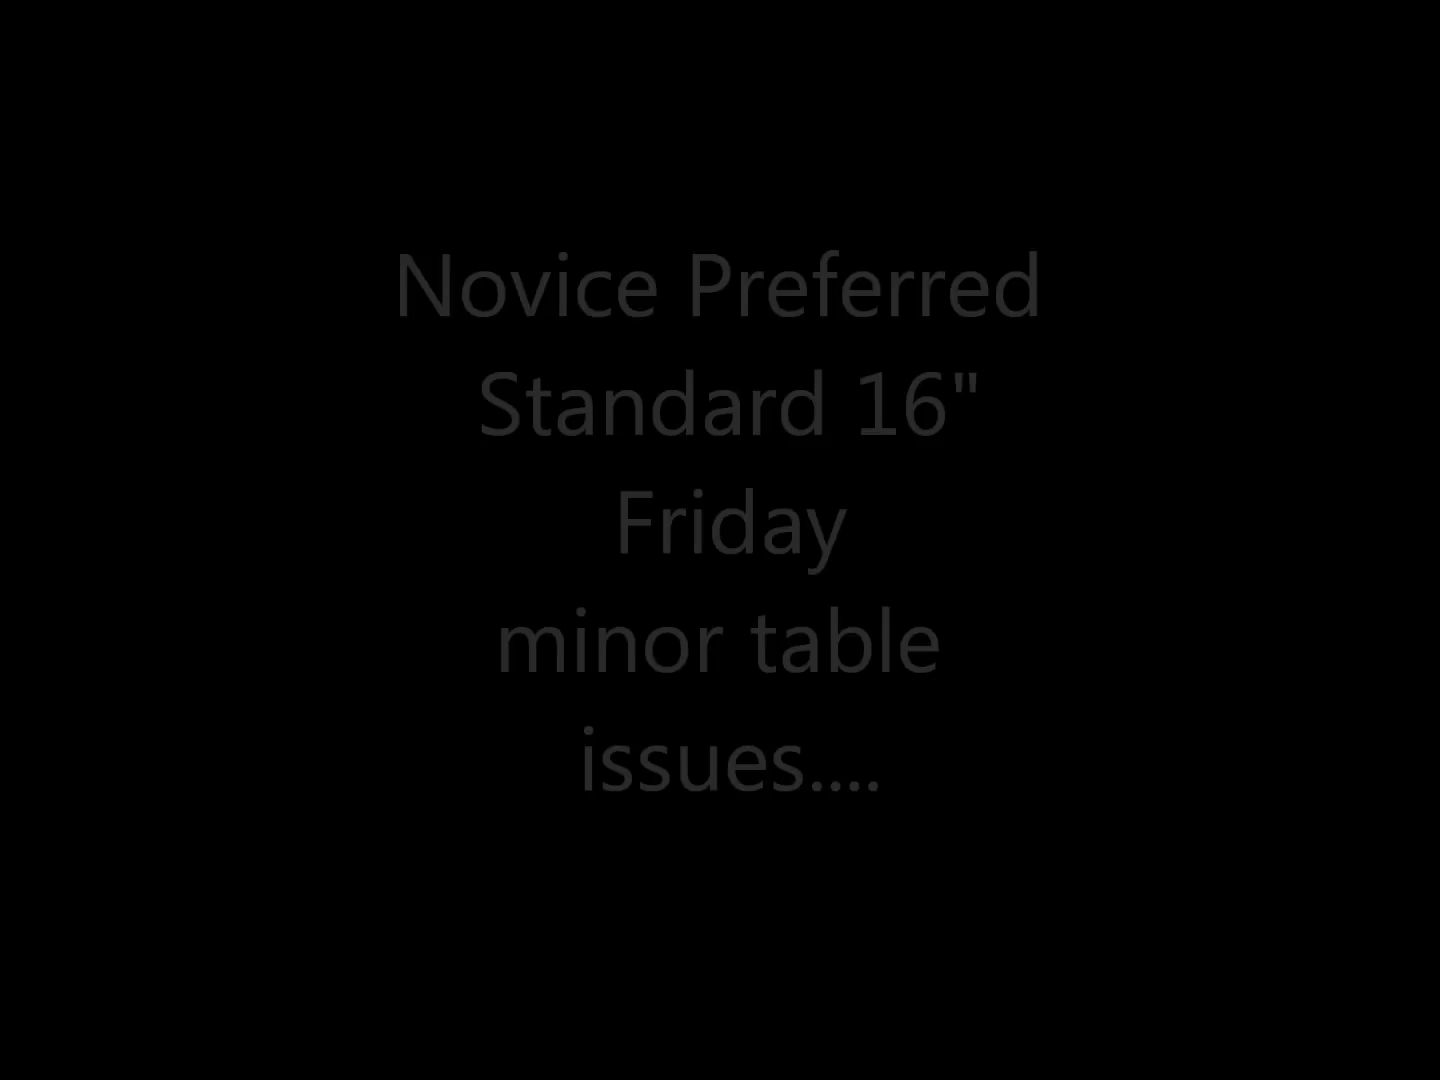 Novice Preferred
Standard 16"
Friday
minor table
issues....